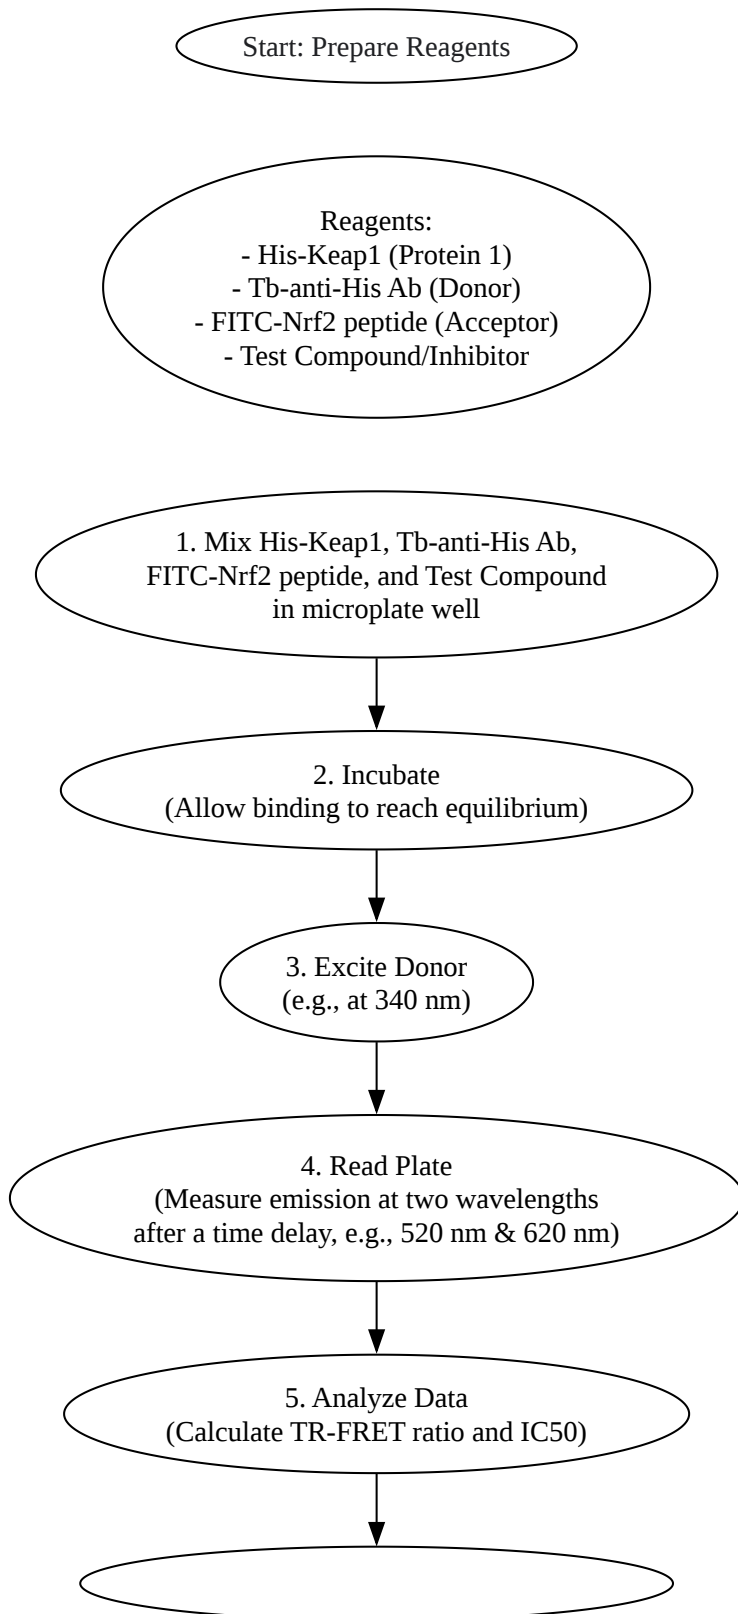 Start: Prepare Reagents
Reagents:
- His-Keap1 (Protein 1)
- Tb-anti-His Ab (Donor)
- FITC-Nrf2 peptide (Acceptor)
- Test Compound/Inhibitor
1. Mix His-Keap1, Tb-anti-His Ab,
FITC-Nrf2 peptide, and Test Compound
in microplate well
2. Incubate
(Allow binding to reach equilibrium)
3. Excite Donor
(e.g., at 340 nm)
4. Read Plate
(Measure emission at two wavelengths
after a time delay, e.g., 520 nm & 620 nm)
5. Analyze Data
(Calculate TR-FRET ratio and IC50)